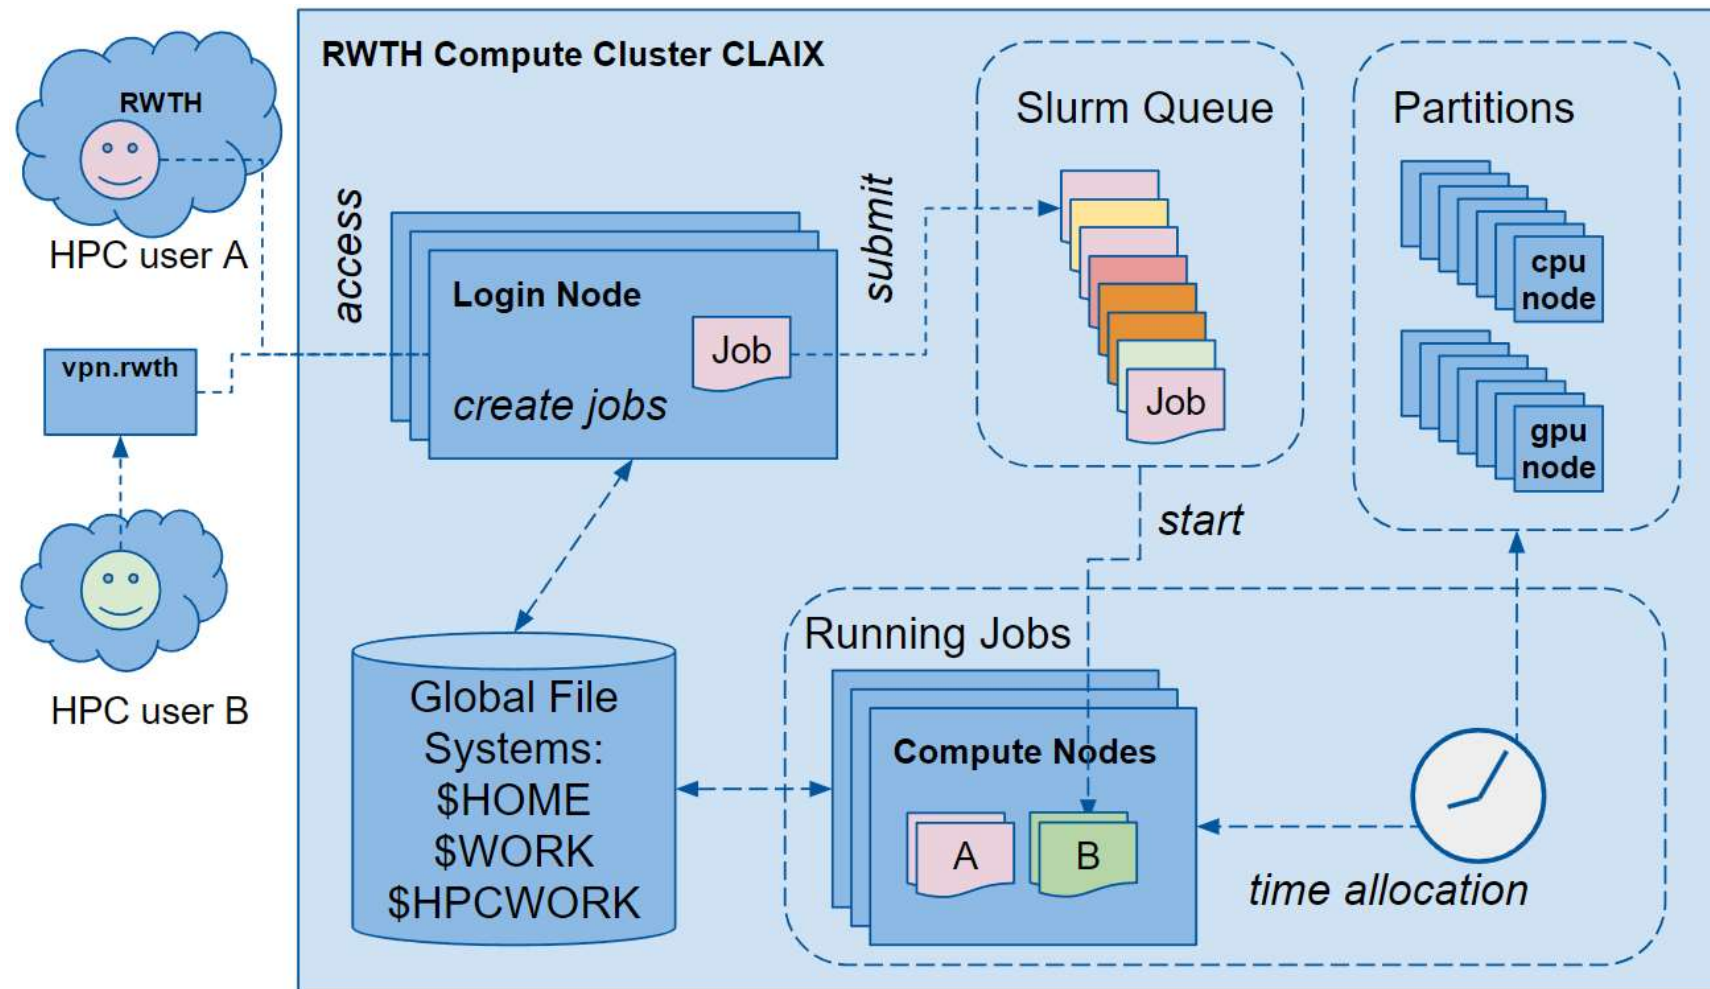 RWTH Compute Cluster CLAIX
RWTH
HPC user A
vpn.rwth
HPC user B
access
Login Node
Job
create jobs
submit
Slurm Queue
Job
Partitions
cpu
node
gpu
node
start
Global File
Systems:
$HOME
$WORK
$HPCWORK
Running Jobs
Compute Nodes
A
B
time allocation